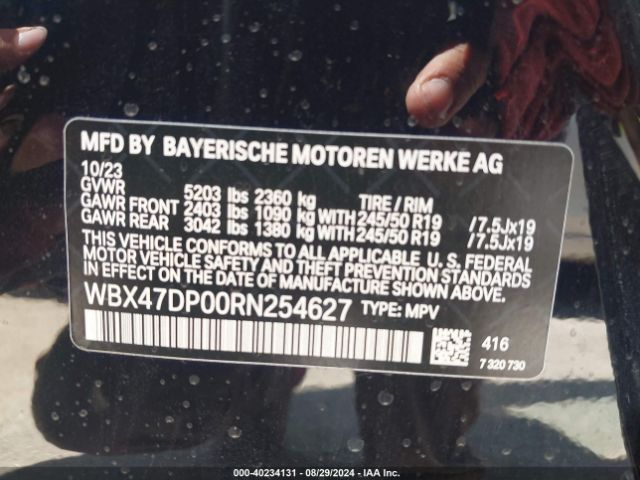 MFD BY BAYERISCHE MOTOREN WERKE AG
10/23
GVWR 5203 lbs 2360 kg TIRE / RIM
GAWR FRONT 2403 lbs 1090 kg WITH 245/50 R19 /7.5Jx19
GAWR REAR 3042 lbs 1380 kg WITH 245/50 R19 /7.5Jx19
THIS VEHICLE CONFORMS TO ALL APPLICABLE U. S. FEDERAL
MOTOR VEHICLE SAFETY AND THEFT PREVENTION STANDARDS
IN EFFECT ON THE DATE OF MANUFACTURE SHOWN ABOVE.
WBX47DP00RN254627 TYPE: MPV
416
7 320 730
000-40234131 - 08/29/2024 - IAA Inc.